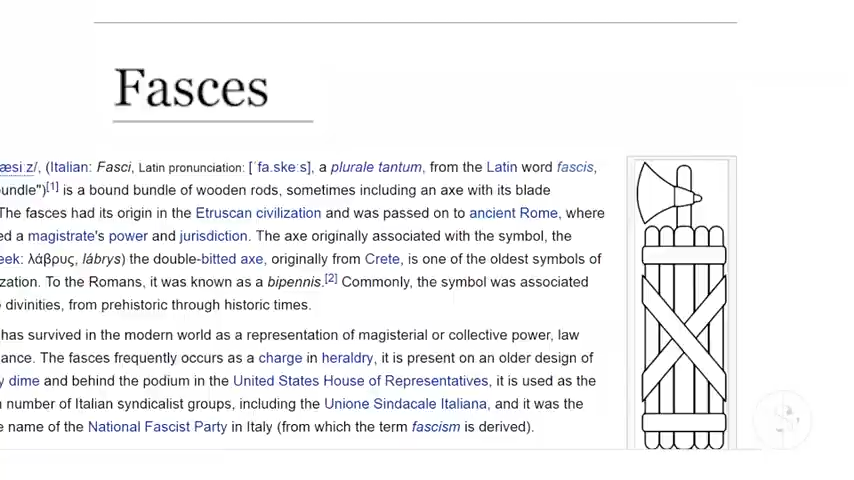 Fasces
æsiːz/, (Italian: Fasci, Latin pronunciation: [ˈfa.skeːs], a plurale tantum, from the Latin word fascis,
undle")[1] is a bound bundle of wooden rods, sometimes including an axe with its blade
The fasces had its origin in the Etruscan civilization and was passed on to ancient Rome, where
ed a magistrate's power and jurisdiction. The axe originally associated with the symbol, the
eek: λάβρυς, lábrys) the double-bitted axe, originally from Crete, is one of the oldest symbols of
zation. To the Romans, it was known as a bipennis.[2] Commonly, the symbol was associated
divinities, from prehistoric through historic times.
has survived in the modern world as a representation of magisterial or collective power, law
ance. The fasces frequently occurs as a charge in heraldry, it is present on an older design of
y dime and behind the podium in the United States House of Representatives, it is used as the
number of Italian syndicalist groups, including the Unione Sindacale Italiana, and it was the
e name of the National Fascist Party in Italy (from which the term fascism is derived).